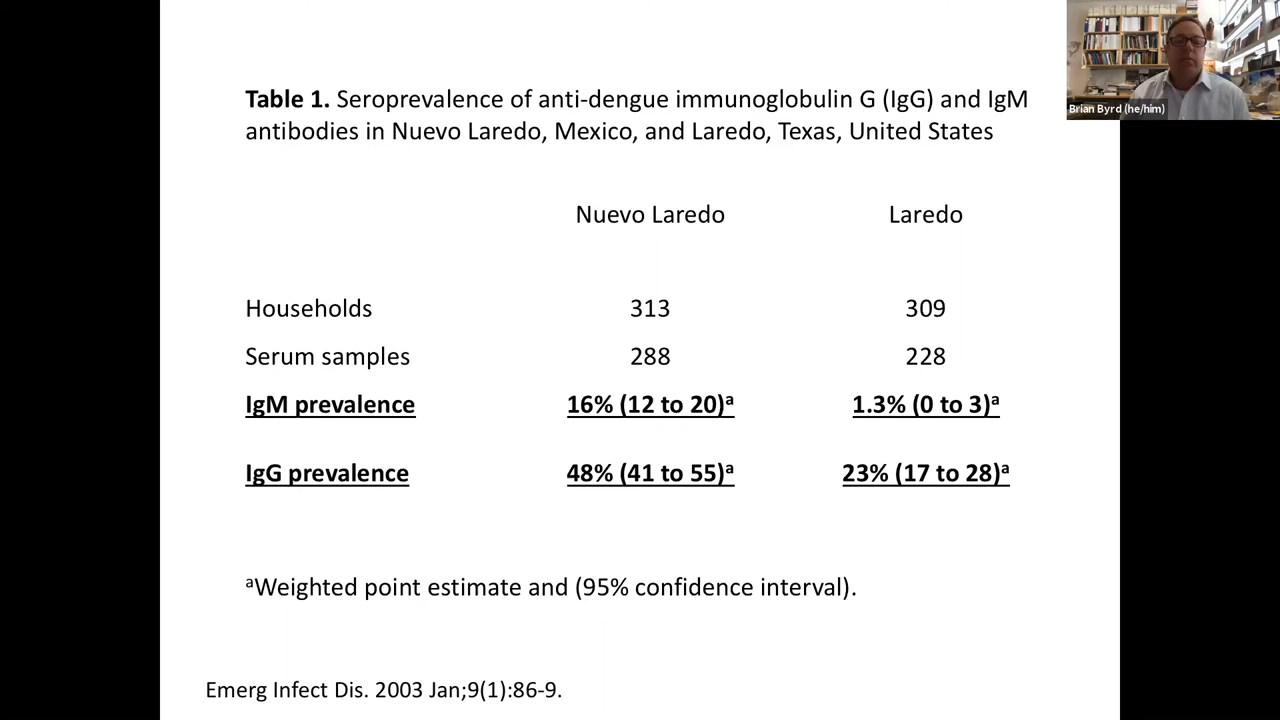 Table 1. Seroprevalence of anti-dengue immunoglobulin G (IgG) and IgM
antibodies in Nuevo Laredo, Mexico, and Laredo, Texas, United States
Nuevo Laredo Laredo
Households 313 309
Serum samples 288 228
IgM prevalence 16% (12 to 20)ᵃ 1.3% (0 to 3)ᵃ
IgG prevalence 48% (41 to 55)ᵃ 23% (17 to 28)ᵃ
ᵃWeighted point estimate and (95% confidence interval).
Emerg Infect Dis. 2003 Jan;9(1):86-9.
Brian Byrd (he/him)